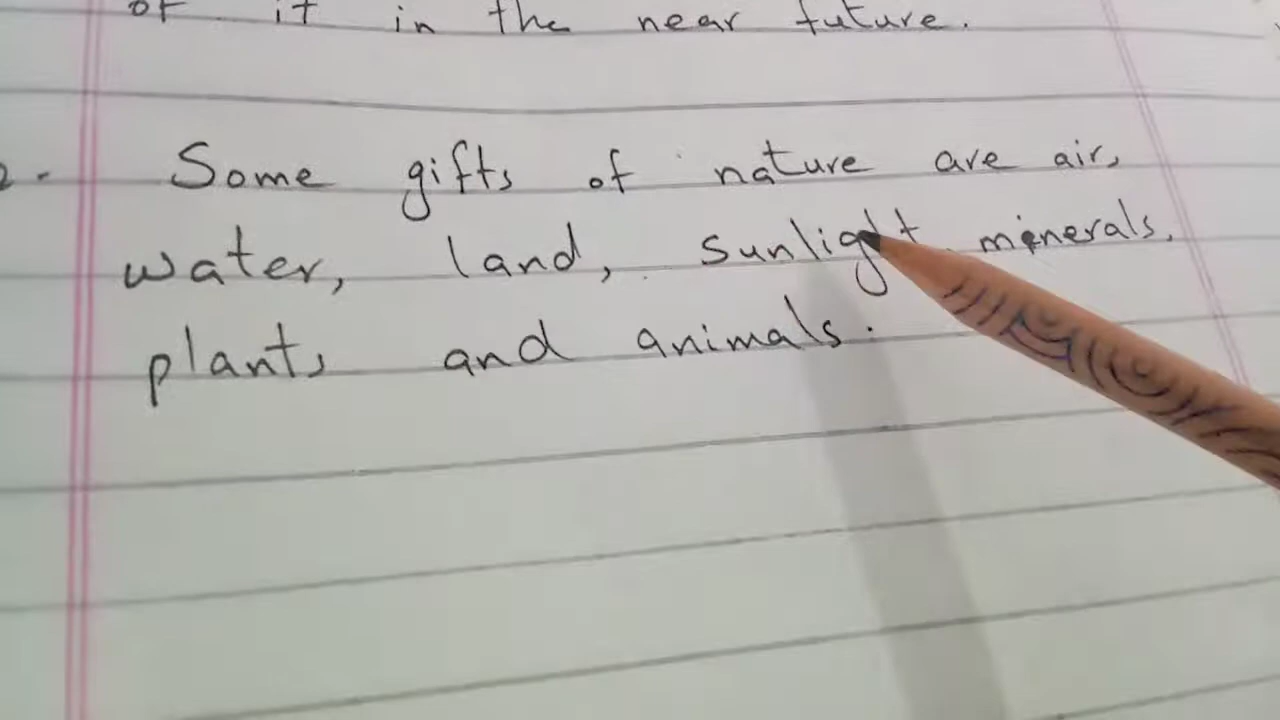 of it in the near future.
2. Some gifts of nature are air,
water, land, sunlight minerals,
plants and animals.